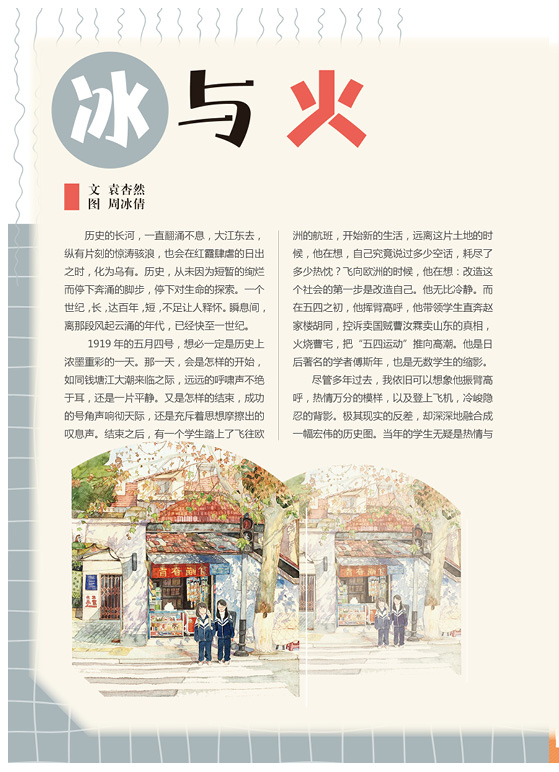 冰与火
文 袁杏然
图 周冰倩
历史的长河，一直翻涌不息，大江东去，
纵有片刻的惊涛骇浪，也会在红霾肆虐的日出
之时，化为乌有。历史，从未因为短暂的绚烂
而停下奔涌的脚步，停下对生命的探索。一个
世纪 ,长 ,达百年 ,短 ,不足让人释怀。瞬息间，
离那段风起云涌的年代，已经快至一世纪。
1919 年的五月四号，想必一定是历史上
浓墨重彩的一天。那一天，会是怎样的开始，
如同钱塘江大潮来临之际，远远的呼啸声不绝
于耳，还是一片平静。又是怎样的结束，成功
的号角声响彻天际，还是充斥着思想摩擦出的
叹息声。结束之后，有一个学生踏上了飞往欧
洲的航班，开始新的生活，远离这片土地的时
候，他在想，自己究竟说过多少空话，耗尽了
多少热忱？飞向欧洲的时候，他在想：改造这
个社会的第一步是改造自己。他无比冷静。而
在五四之初，他挥臂高呼，他带领学生直奔赵
家楼胡同，控诉卖国贼曹汝霖卖山东的真相，
火烧曹宅，把“五四运动”推向高潮。他是日
后著名的学者傅斯年，也是无数学生的缩影。
尽管多年过去，我依旧可以想象他振臂高
呼，热情万分的模样，以及登上飞机，冷峻隐
忍的背影。极其现实的反差，却深深地融合成
一幅宏伟的历史图。当年的学生无疑是热情与